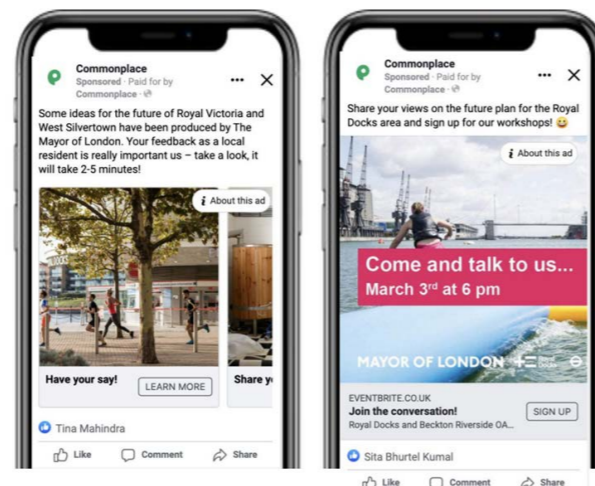 Commonplace
Sponsored · Paid for by
Commonplace ·
Some ideas for the future of Royal Victoria and
West Silvertown have been produced by The
Mayor of London. Your feedback as a local
resident is really important us – take a look, it
will take 2-5 minutes!
i About this ad
Have your say!
LEARN MORE
Share y
Tina Mahindra
Like
Comment
Share
Commonplace
Sponsored · Paid for by
Commonplace ·
Share your views on the future plan for the Royal
Docks area and sign up for our workshops! 😀
i About this ad
Come and talk to us...
March 3rd at 6 pm
MAYOR OF LONDON
EVENTBRITE.CO.UK
Join the conversation!
Royal Docks and Beckton Riverside OA...
SIGN UP
Sita Bhurtel Kumal
Like
Comment
Share